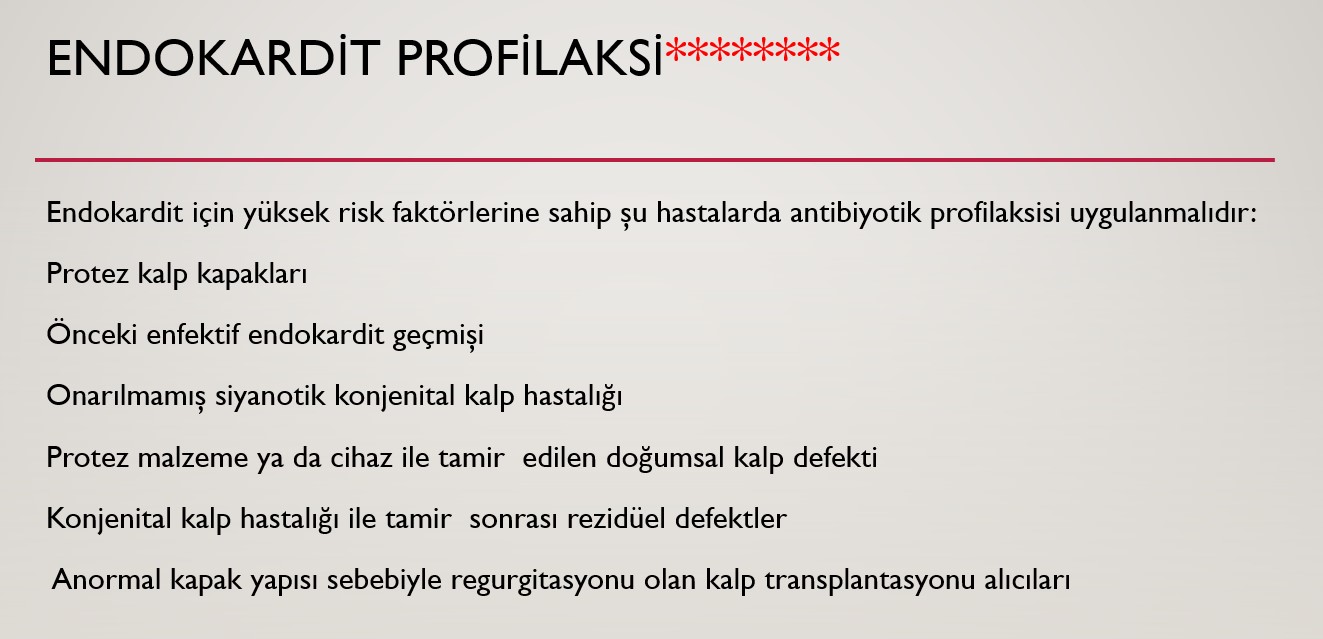 ENDOKARDİT PROFİLAKSİ********
Endokardit için yüksek risk faktörlerine sahip şu hastalarda antibiyotik profilaksisi uygulanmalıdır:
Protez kalp kapakları
Önceki enfektif endokardit geçmişi
Onarılmamış siyanotik konjenital kalp hastalığı
Protez malzeme ya da cihaz ile tamir  edilen doğumsal kalp defekti
Konjenital kalp hastalığı ile tamir  sonrası rezidüel defektler
Anormal kapak yapısı sebebiyle regurgitasyonu olan kalp transplantasyonu alıcıları